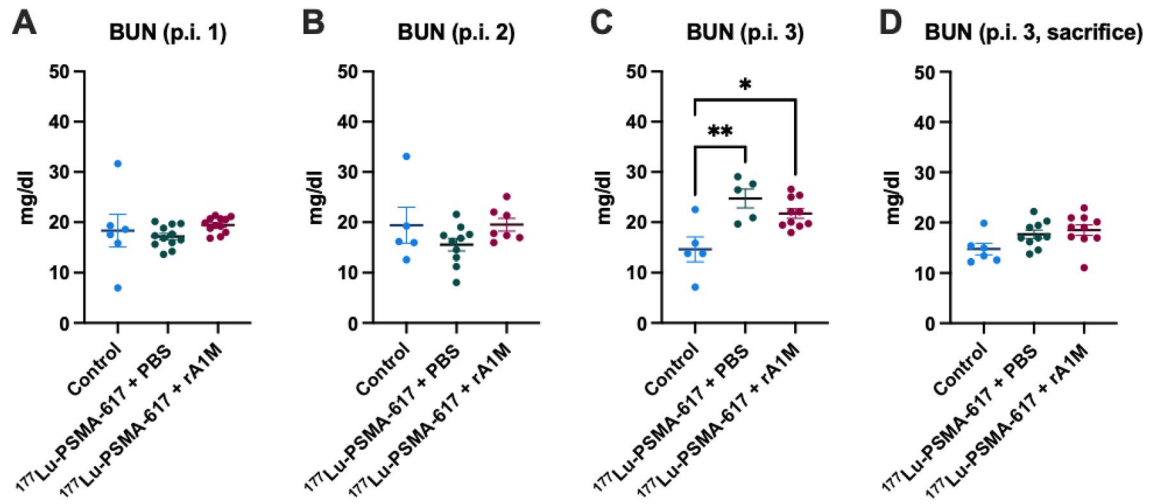 A BUN (p.i. 1)
mg/dl
50
40
30
20
10
0
Control
¹⁷⁷Lu-PSMA-617 + PBS
¹⁷⁷Lu-PSMA-617 + rA1M
B BUN (p.i. 2)
mg/dl
50
40
30
20
10
0
Control
¹⁷⁷Lu-PSMA-617 + PBS
¹⁷⁷Lu-PSMA-617 + rA1M
C BUN (p.i. 3)
mg/dl
50
40
30
20
10
0
*
**
Control
¹⁷⁷Lu-PSMA-617 + PBS
¹⁷⁷Lu-PSMA-617 + rA1M
D BUN (p.i. 3, sacrifice)
mg/dl
50
40
30
20
10
0
Control
¹⁷⁷Lu-PSMA-617 + PBS
¹⁷⁷Lu-PSMA-617 + rA1M